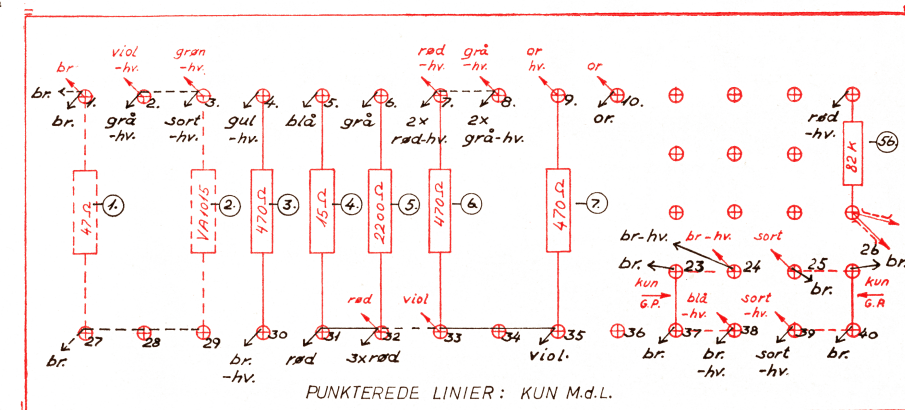 br. viol -hv. grøn -hv. rød -hv. grå -hv. or hv. or
br. 1. 2. 3. 4. 5. 6. 7. 8. 9. 10.
br. grå -hv. sort -hv. gul -hv. blå grå 2x rød-hv. 2x grå-hv. or. rød -hv.
82 k 56
47Ω 1. VA1015 2. 470Ω 3. 15Ω 4. 2200Ω 5. 470Ω 6. 470Ω 7.
br-hv. br-hv. sort 26
br. 23 24 25 br. br.
kun G.P. blå -hv. sort -hv. kun G.P.
rød viol
27 28 29 30 31 32 33 34 35 36 37 38 39 40
br. br. -hv. rød 3xrød viol. br. br. -hv. sort -hv. br.
PUNKTEREDE LINIER: KUN M.d.L.